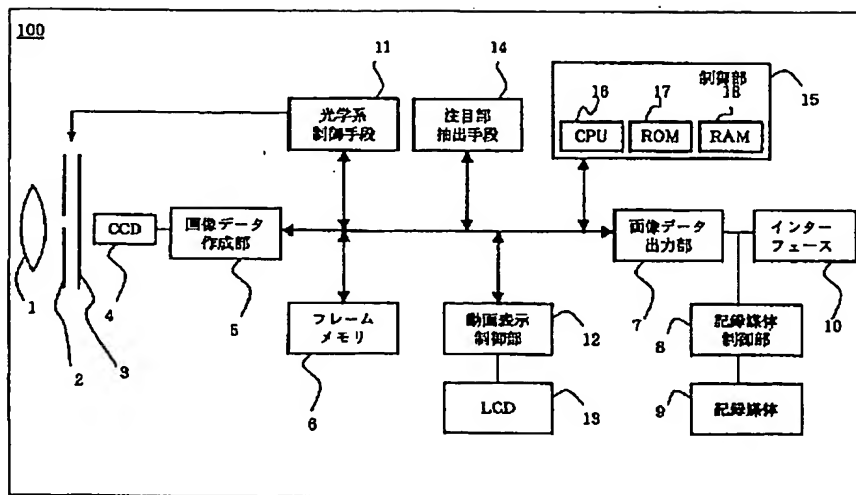 100
11
14
制御部
16
17
18
15
光学系
制御手段
注目部
抽出手段
CPU
ROM
RAM
CCD
画像データ
作成部
画像データ
出力部
インター
フェース
1
4
5
7
10
2
3
フレーム
メモリ
動画表示
制御部
12
8
記録媒体
制御部
6
LCD
13
9
記録媒体